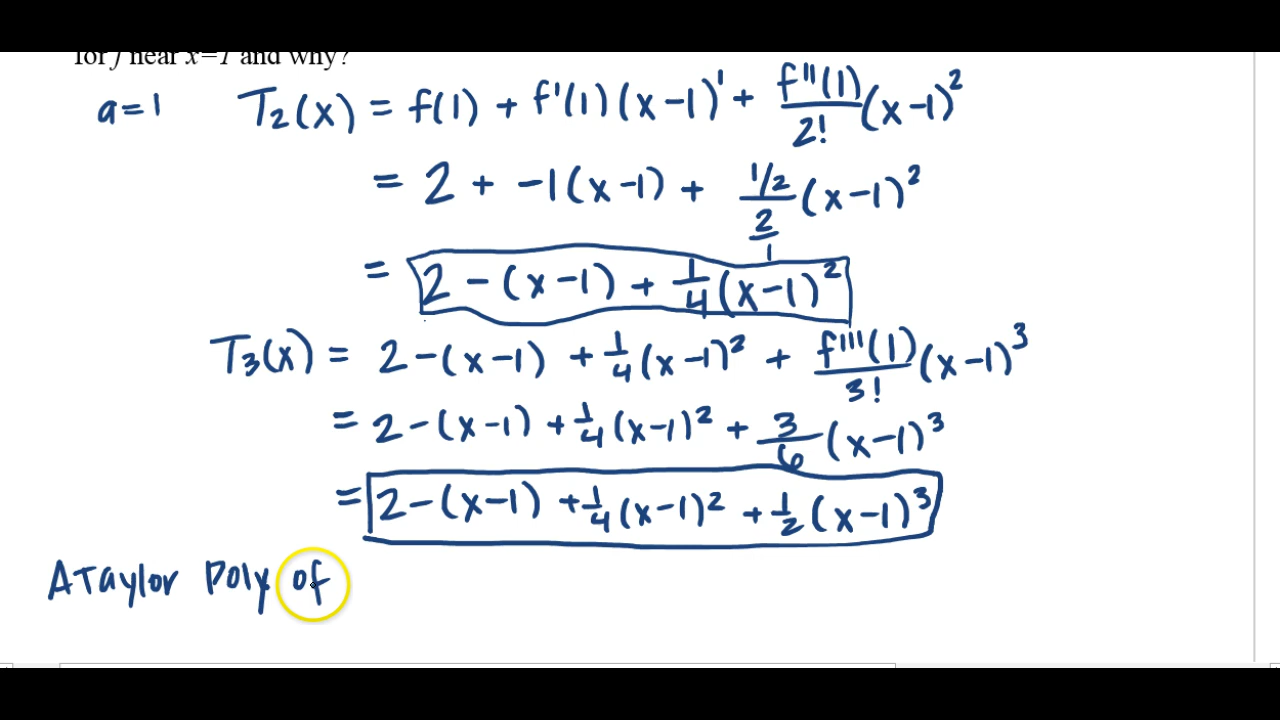 for f near x=1 and why?
a=1 T₂(x) = f(1) + f'(1)(x-1)¹ + f''(1)/2! (x-1)²
= 2 + -1(x-1) + 1/2/2/1 (x-1)²
= 2 - (x-1) + 1/4 (x-1)²
T₃(x) = 2 - (x-1) + 1/4 (x-1)² + f'''(1)/3! (x-1)³
= 2 - (x-1) + 1/4 (x-1)² + 3/6 (x-1)³
= 2 - (x-1) + 1/4 (x-1)² + 1/2 (x-1)³
A Taylor Poly of